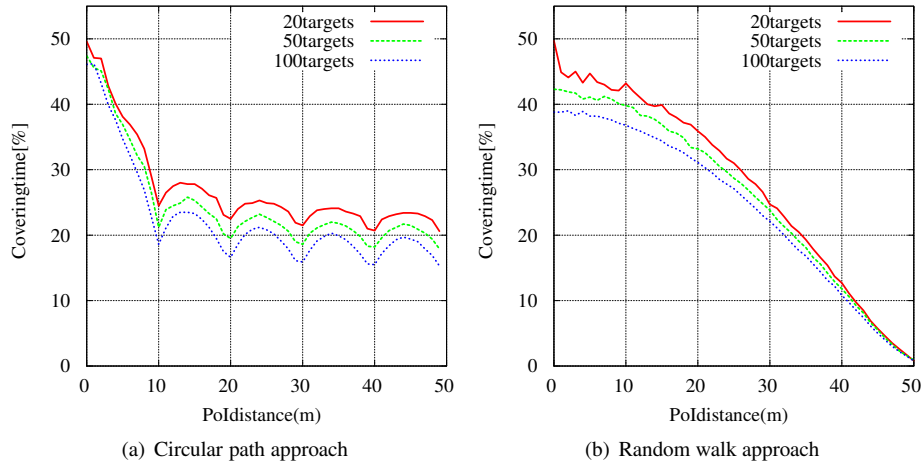 50
40
30
20
10
0
0
10
20
30
40
50
Coveringtime[%]
PoIdistance(m)
20targets
50targets
100targets
(a) Circular path approach
50
40
30
20
10
0
0
10
20
30
40
50
Coveringtime[%]
PoIdistance(m)
20targets
50targets
100targets
(b) Random walk approach